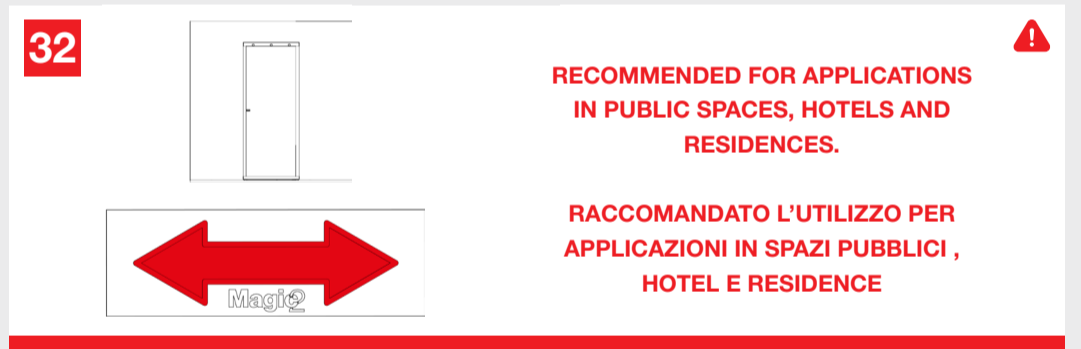 32
RECOMMENDED FOR APPLICATIONS
IN PUBLIC SPACES, HOTELS AND
RESIDENCES.
RACCOMANDATO L’UTILIZZO PER
APPLICAZIONI IN SPAZI PUBBLICI ,
HOTEL E RESIDENCE
Magic2